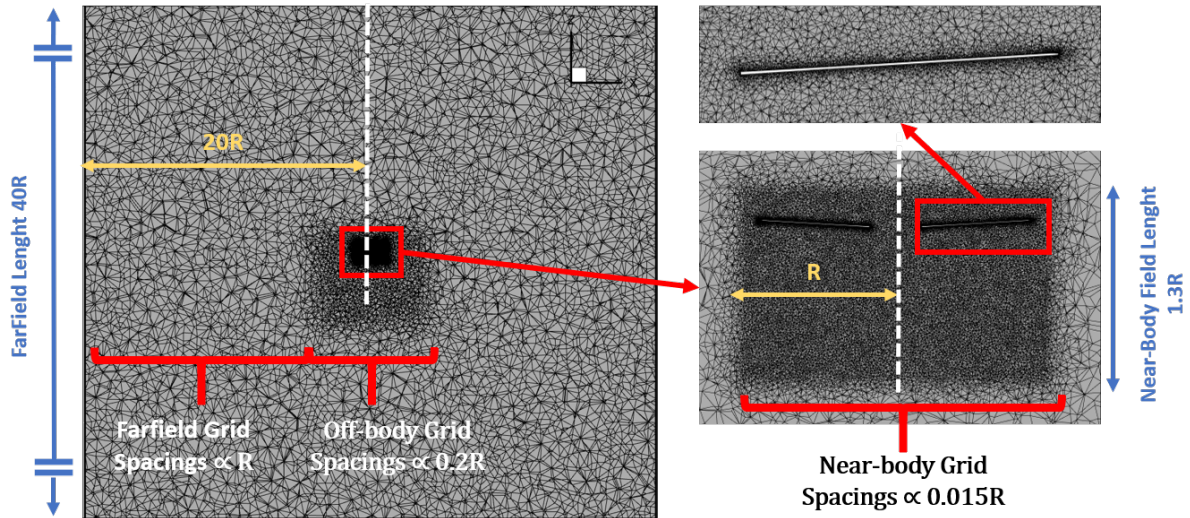 20R
FarField Lenght 40R
Farfield Grid
Spacings ∝ R
Off-body Grid
Spacings ∝ 0.2R
R
Near-Body Field Lenght
1.3R
Near-body Grid
Spacings ∝ 0.015R